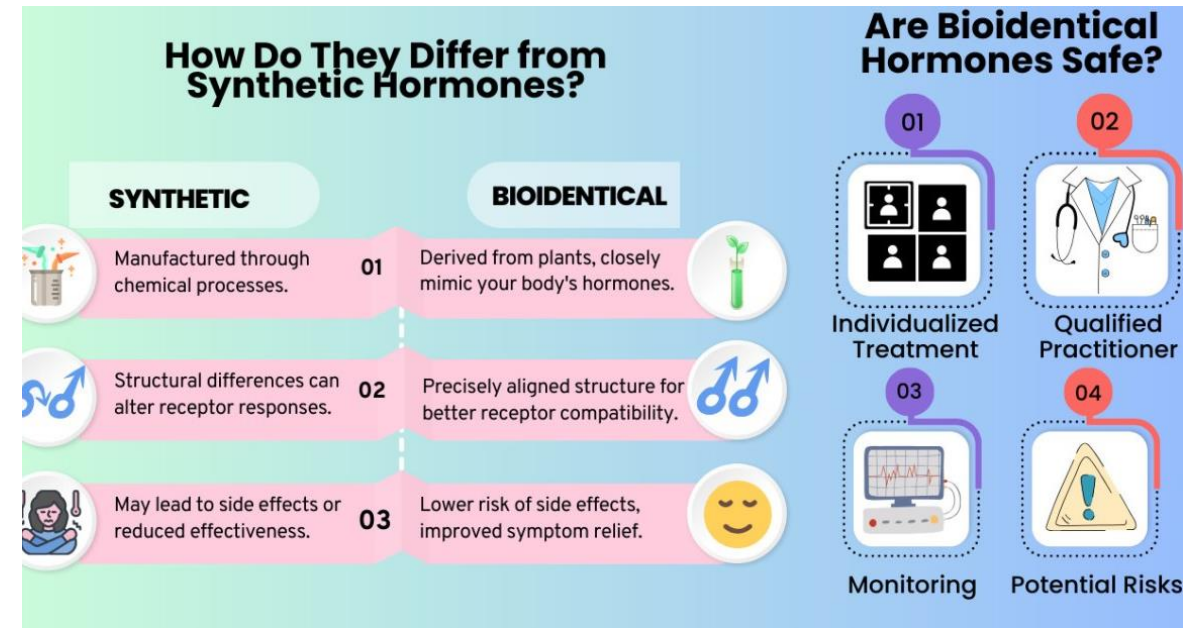 How Do They Differ from
Synthetic Hormones?
SYNTHETIC
BIOIDENTICAL
Manufactured through
chemical processes.
01
Derived from plants, closely
mimic your body's hormones.
Structural differences can
alter receptor responses.
02
Precisely aligned structure for
better receptor compatibility.
May lead to side effects or
reduced effectiveness.
03
Lower risk of side effects,
improved symptom relief.
Are Bioidentical
Hormones Safe?
01
Individualized
Treatment
02
Qualified
Practitioner
03
Monitoring
04
Potential Risks